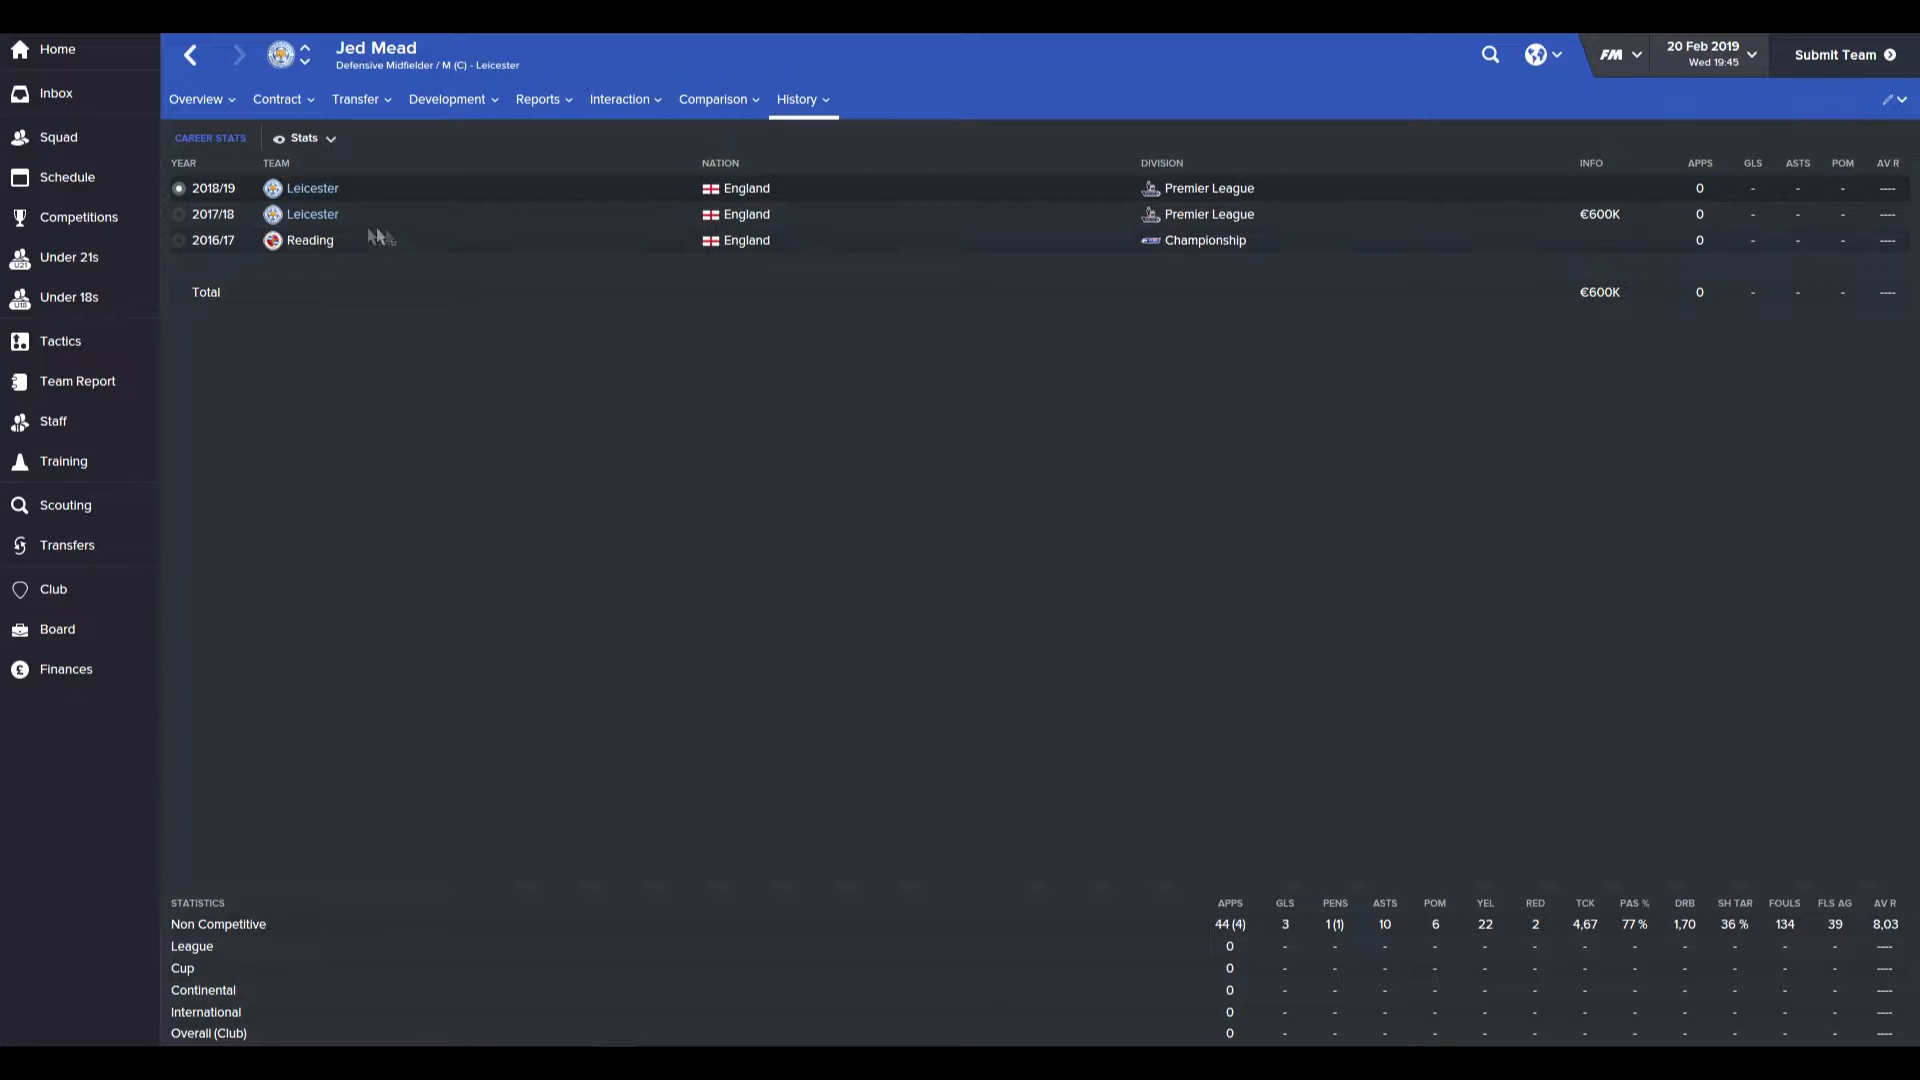 Home
Inbox
Squad
Schedule
Competitions
Under 21s
Under 18s
Tactics
Team Report
Staff
Training
Scouting
Transfers
Club
Board
Finances
Jed Mead
Defensive Midfielder / M (C) - Leicester
FM
20 Feb 2019
Wed 19:45
Submit Team
Overview Contract Transfer Development Reports Interaction Comparison History
CAREER STATS Stats
YEAR TEAM NATION DIVISION INFO APPS GLS ASTS POM AV R
2018/19 Leicester England Premier League 0 - - - ----
2017/18 Leicester England Premier League €600K 0 - - - ----
2016/17 Reading England Championship 0 - - - ----
Total €600K 0 - - - ----
STATISTICS APPS GLS PENS ASTS POM YEL RED TCK PAS % DRB SH TAR FOULS FLS AG AV R
Non Competitive 44 (4) 3 1 (1) 10 6 22 2 4,67 77 % 1,70 36 % 134 39 8,03
League 0 - - - - - - - - - - - - ----
Cup 0 - - - - - - - - - - - - ----
Continental 0 - - - - - - - - - - - - ----
International 0 - - - - - - - - - - - - ----
Overall (Club) 0 - - - - - - - - - - - - ----